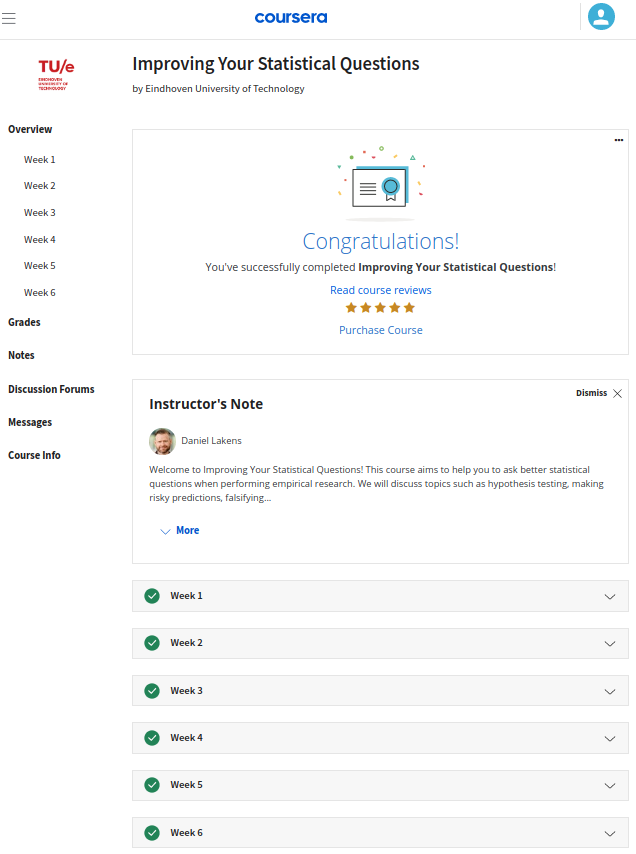 coursera
TU/e
EINDHOVEN
UNIVERSITY OF
TECHNOLOGY
Improving Your Statistical Questions
by Eindhoven University of Technology
Overview
Week 1
Week 2
Week 3
Week 4
Week 5
Week 6
Grades
Notes
Discussion Forums
Messages
Course Info
Congratulations!
You've successfully completed Improving Your Statistical Questions!
Read course reviews
Purchase Course
Dismiss
Instructor's Note
Daniel Lakens
Welcome to Improving Your Statistical Questions! This course aims to help you to ask better statistical
questions when performing empirical research. We will discuss topics such as hypothesis testing, making
risky predictions, falsifying...
More
Week 1
Week 2
Week 3
Week 4
Week 5
Week 6